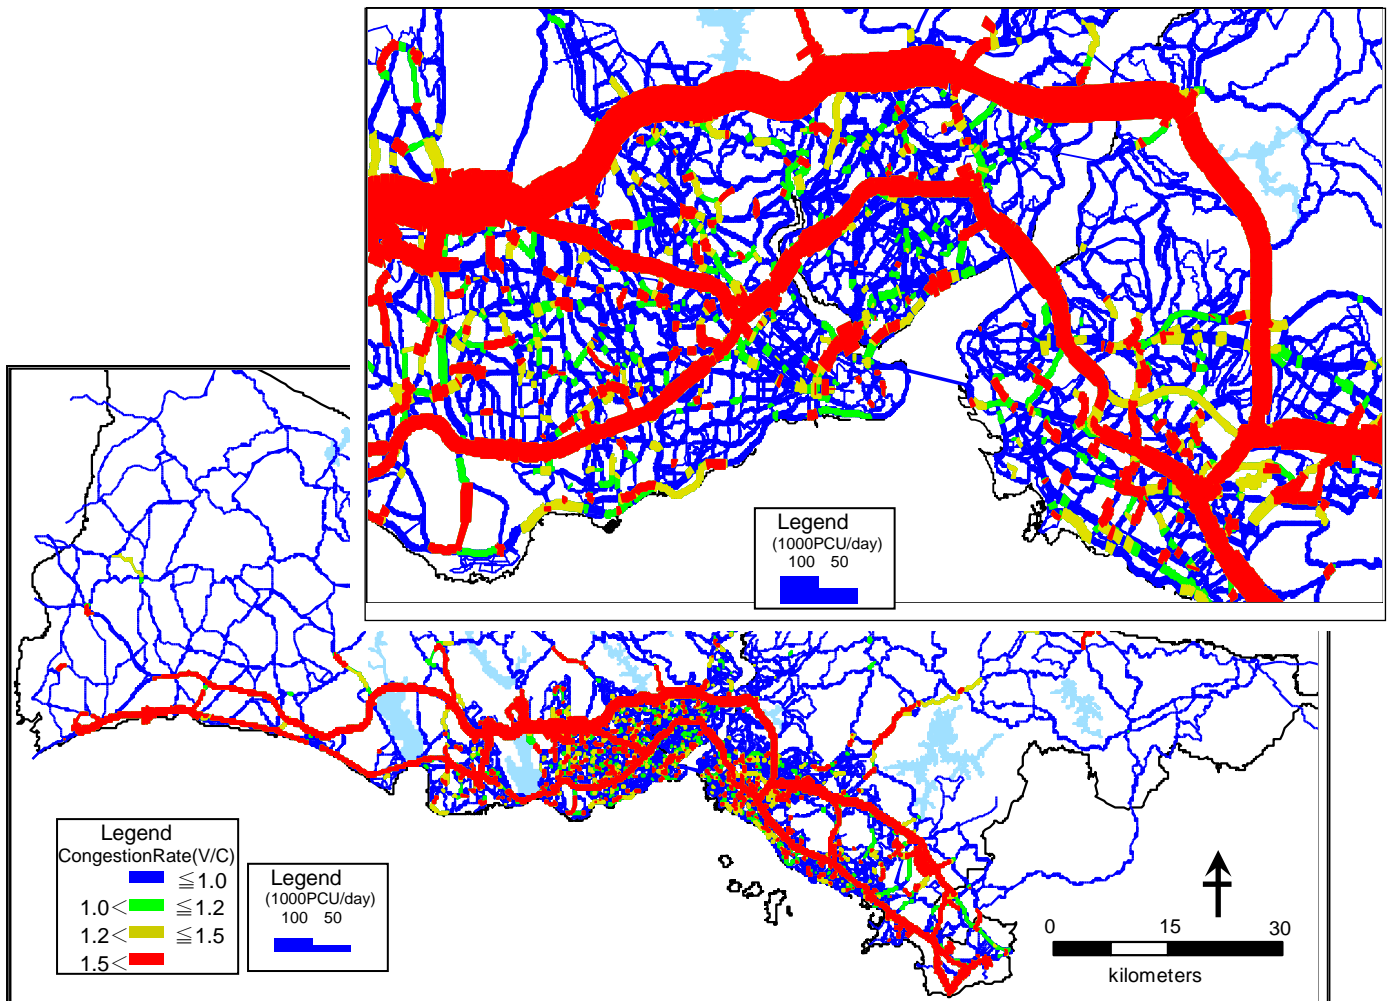 Legend
(1000PCU/day)
100 50
Legend
CongestionRate(V/C)
≦1.0
1.0< ≦1.2
1.2< ≦1.5
1.5<
Legend
(1000PCU/day)
100 50
0 15 30
kilometers